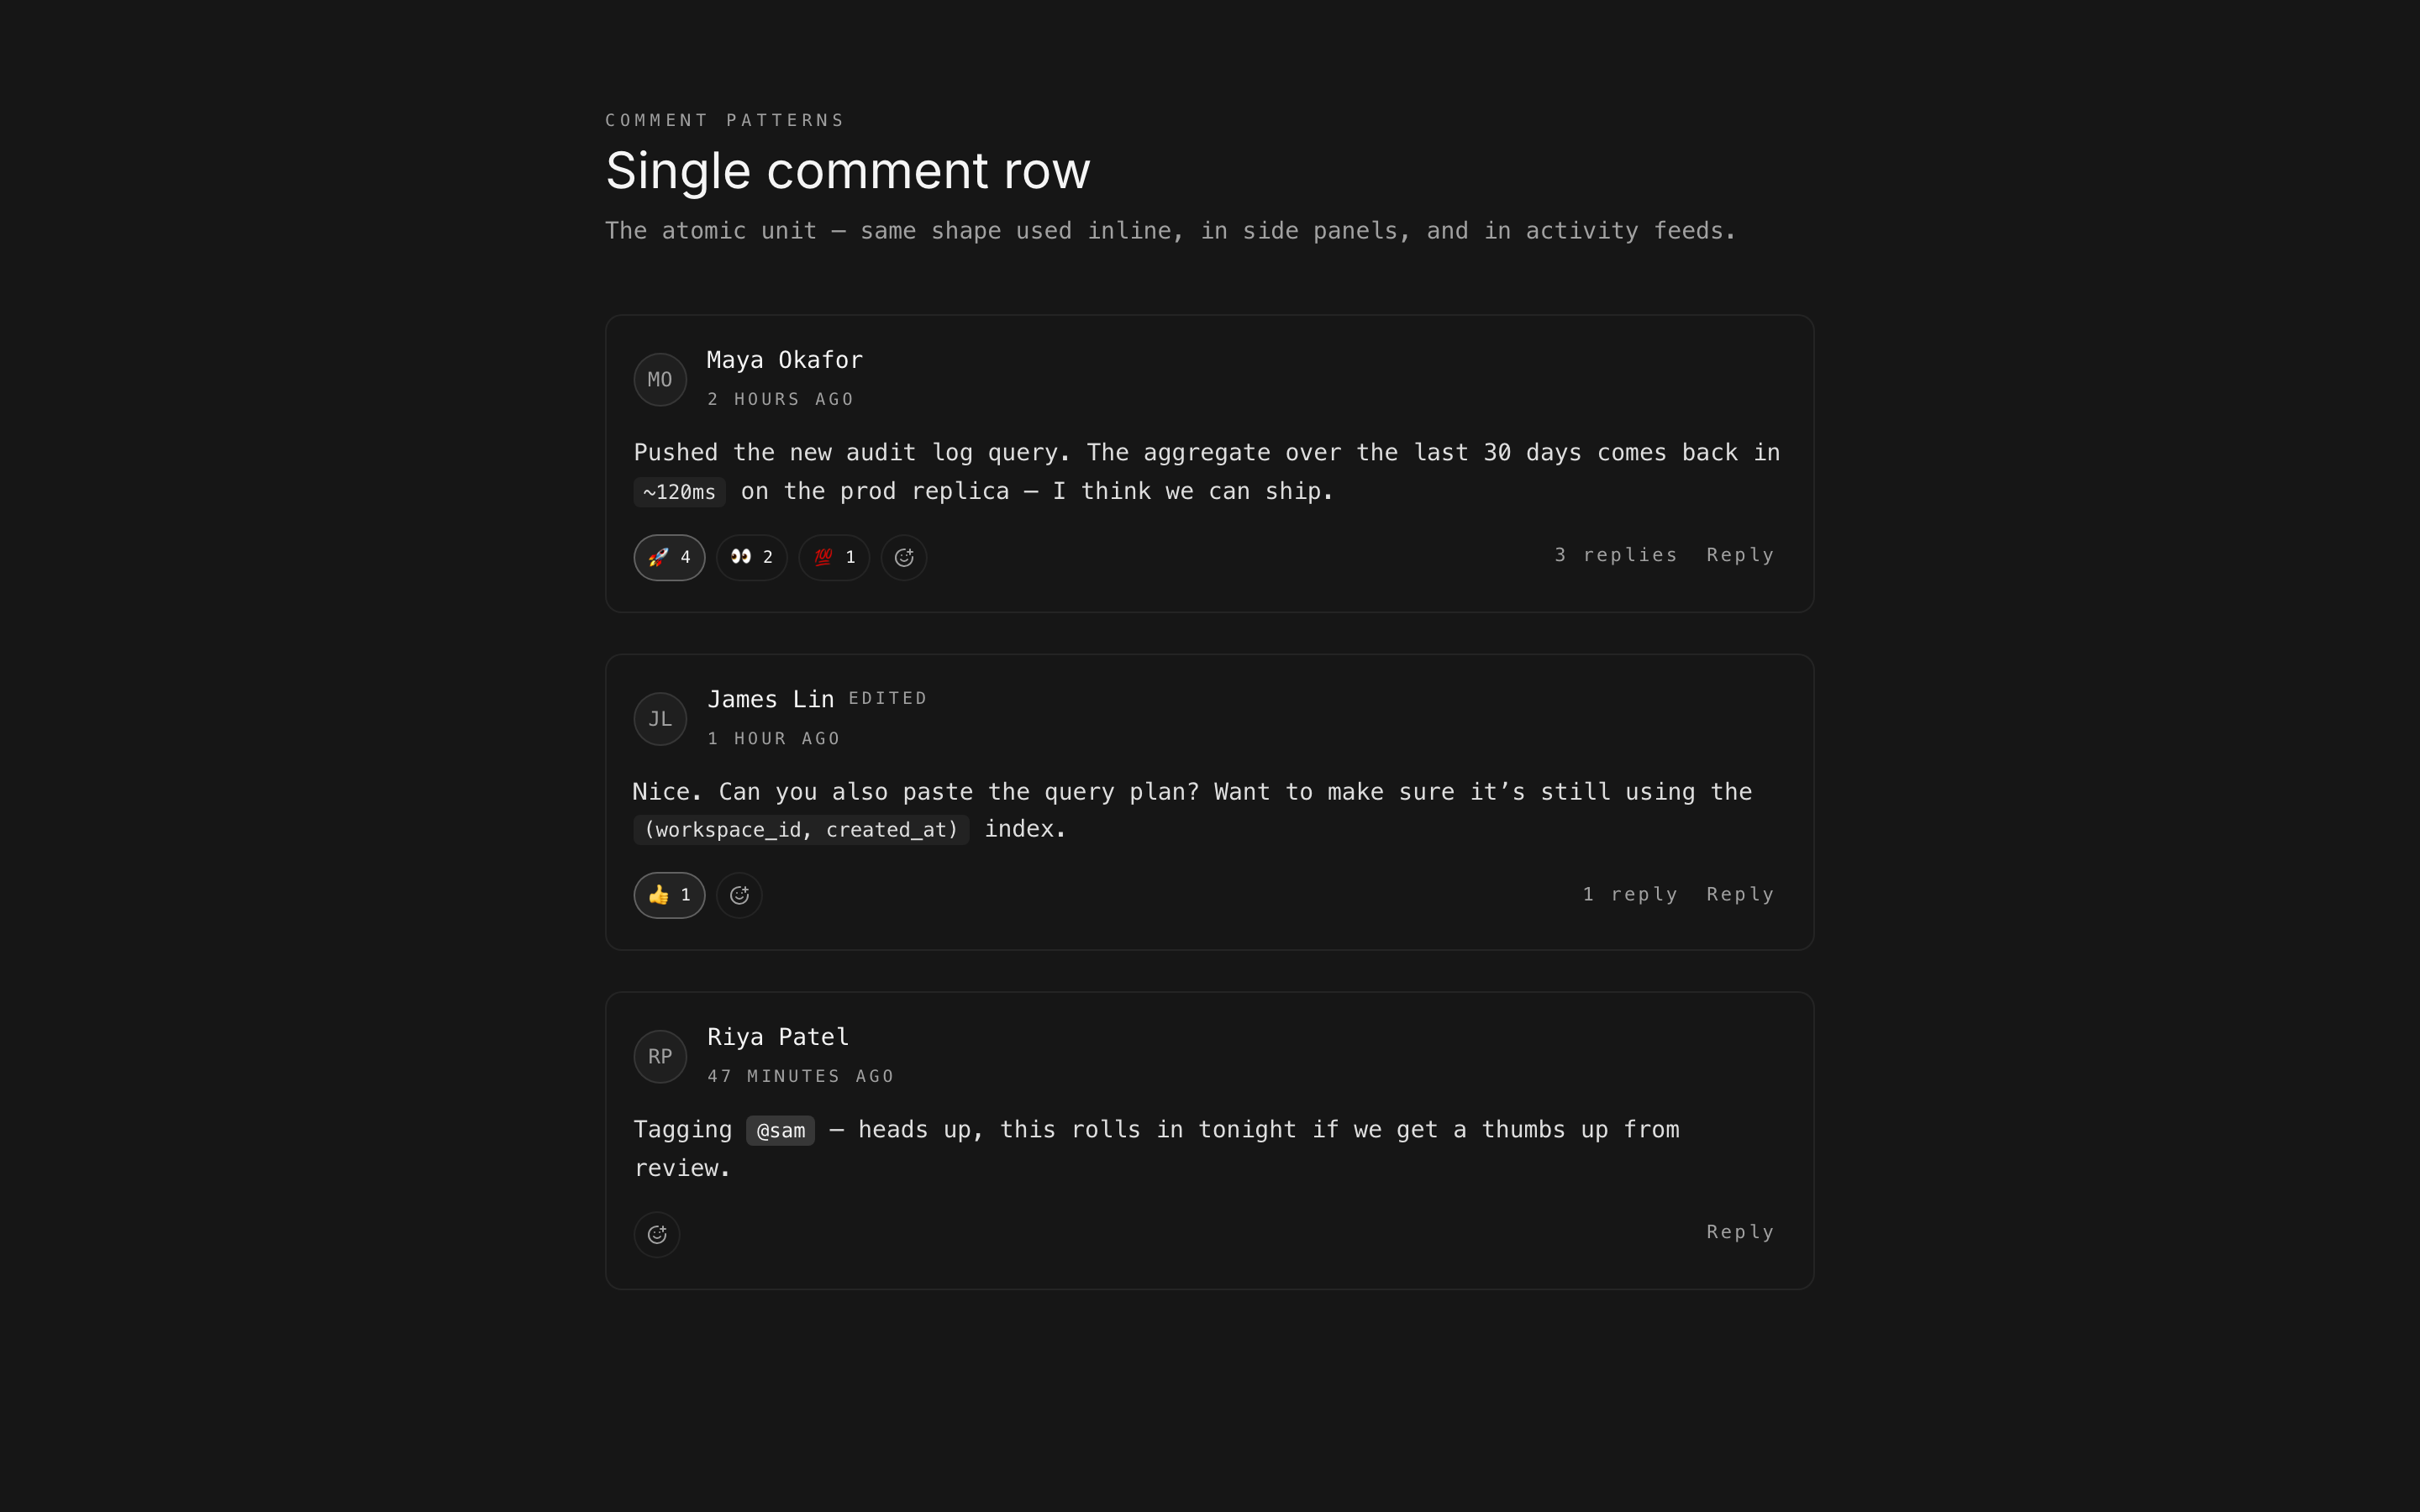 COMMENT PATTERNS
Single comment row
The atomic unit — same shape used inline, in side panels, and in activity feeds.
MO
Maya Okafor
2 HOURS AGO
Pushed the new audit log query. The aggregate over the last 30 days comes back in
~120ms on the prod replica — I think we can ship.
🚀 4 👀 2 💯 1 3 replies Reply
JL
James Lin EDITED
1 HOUR AGO
Nice. Can you also paste the query plan? Want to make sure it’s still using the
(workspace_id, created_at) index.
👍 1 1 reply Reply
RP
Riya Patel
47 MINUTES AGO
Tagging @sam — heads up, this rolls in tonight if we get a thumbs up from
review.
Reply